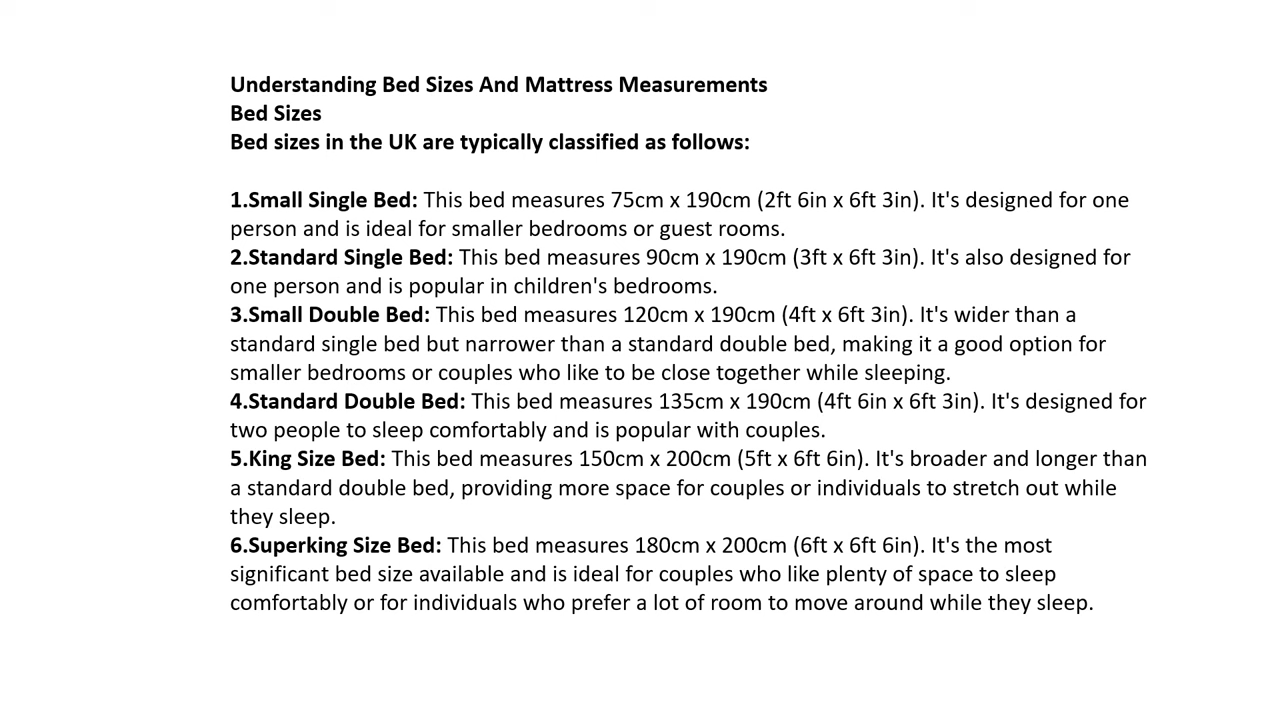 Understanding Bed Sizes And Mattress Measurements
Bed Sizes
Bed sizes in the UK are typically classified as follows:
1.Small Single Bed: This bed measures 75cm x 190cm (2ft 6in x 6ft 3in). It's designed for one
person and is ideal for smaller bedrooms or guest rooms.
2.Standard Single Bed: This bed measures 90cm x 190cm (3ft x 6ft 3in). It's also designed for
one person and is popular in children's bedrooms.
3.Small Double Bed: This bed measures 120cm x 190cm (4ft x 6ft 3in). It's wider than a
standard single bed but narrower than a standard double bed, making it a good option for
smaller bedrooms or couples who like to be close together while sleeping.
4.Standard Double Bed: This bed measures 135cm x 190cm (4ft 6in x 6ft 3in). It's designed for
two people to sleep comfortably and is popular with couples.
5.King Size Bed: This bed measures 150cm x 200cm (5ft x 6ft 6in). It's broader and longer than
a standard double bed, providing more space for couples or individuals to stretch out while
they sleep.
6.Superking Size Bed: This bed measures 180cm x 200cm (6ft x 6ft 6in). It's the most
significant bed size available and is ideal for couples who like plenty of space to sleep
comfortably or for individuals who prefer a lot of room to move around while they sleep.